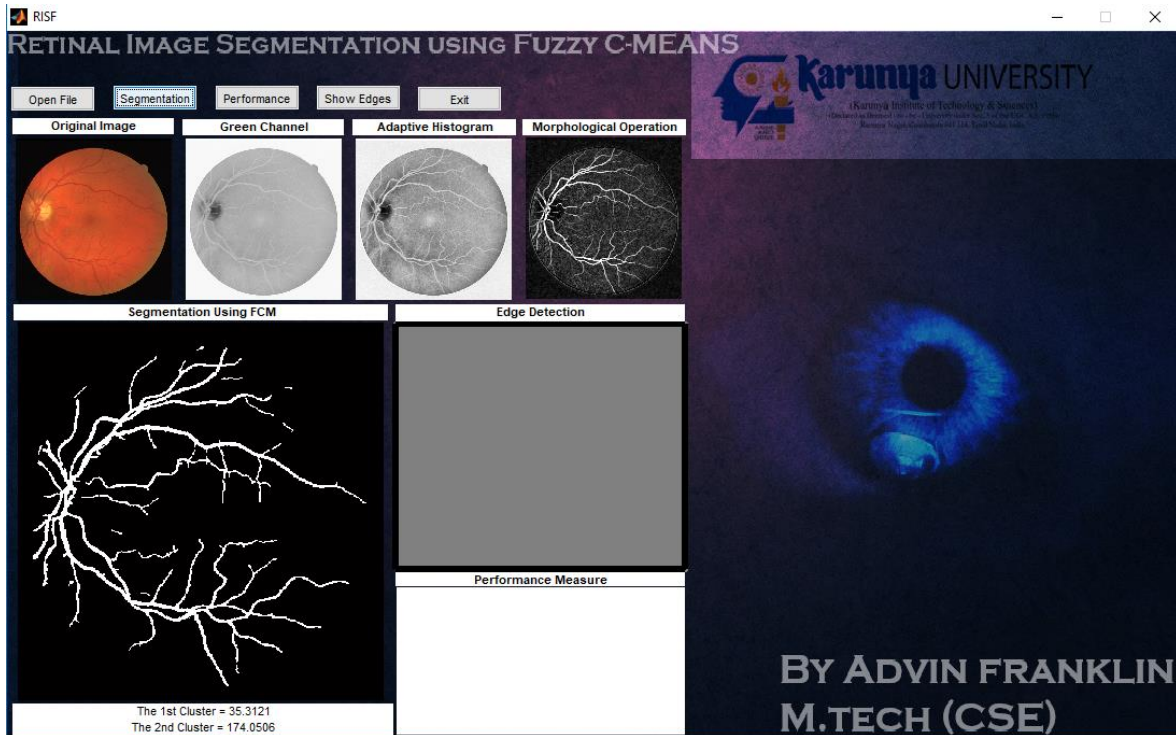 RISF
RETINAL IMAGE SEGMENTATION USING FUZZY C-MEANS
Karunya UNIVERSITY
(Karunya Institute of Technology & Sciences)
Open File
Segmentation
Performance
Show Edges
Exit
Original Image
Green Channel
Adaptive Histogram
Morphological Operation
Segmentation Using FCM
Edge Detection
Performance Measure
The 1st Cluster = 35.3121
The 2nd Cluster = 174.0506
BY ADVIN FRANKLIN
M.TECH (CSE)